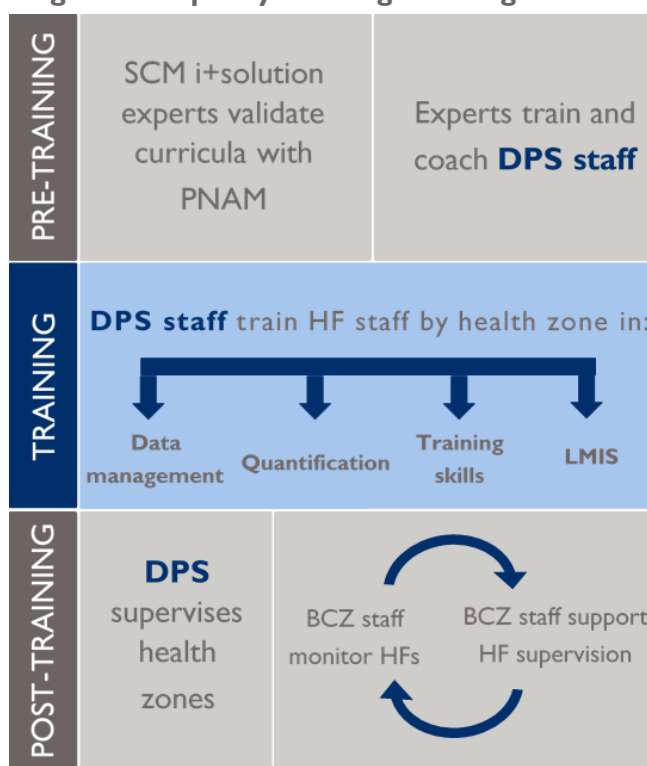 PRE-TRAINING
SCM i+solution
experts validate
curricula with
PNAM
Experts train and
coach DPS staff
TRAINING
DPS staff train HF staff by health zone in:
Data
management
Quantification
Training
skills
LMIS
POST-TRAINING
DPS
supervises
health
zones
BCZ staff
monitor HFs
BCZ staff support
HF supervision